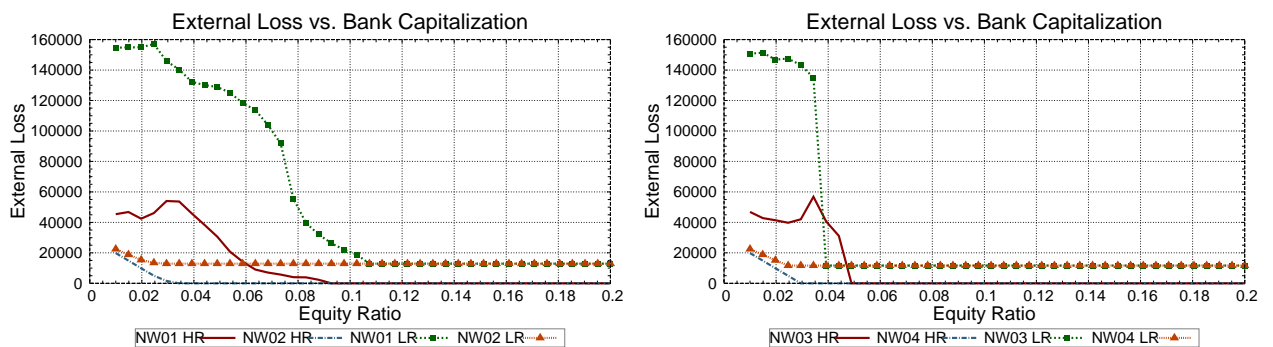 External Loss vs. Bank Capitalization
160000
140000
120000
100000
80000
60000
40000
20000
0
External Loss
0 0.02 0.04 0.06 0.08 0.1 0.12 0.14 0.16 0.18 0.2
Equity Ratio
NW01 HR NW02 HR NW01 LR NW02 LR
External Loss vs. Bank Capitalization
160000
140000
120000
100000
80000
60000
40000
20000
0
External Loss
0 0.02 0.04 0.06 0.08 0.1 0.12 0.14 0.16 0.18 0.2
Equity Ratio
NW03 HR NW04 HR NW03 LR NW04 LR